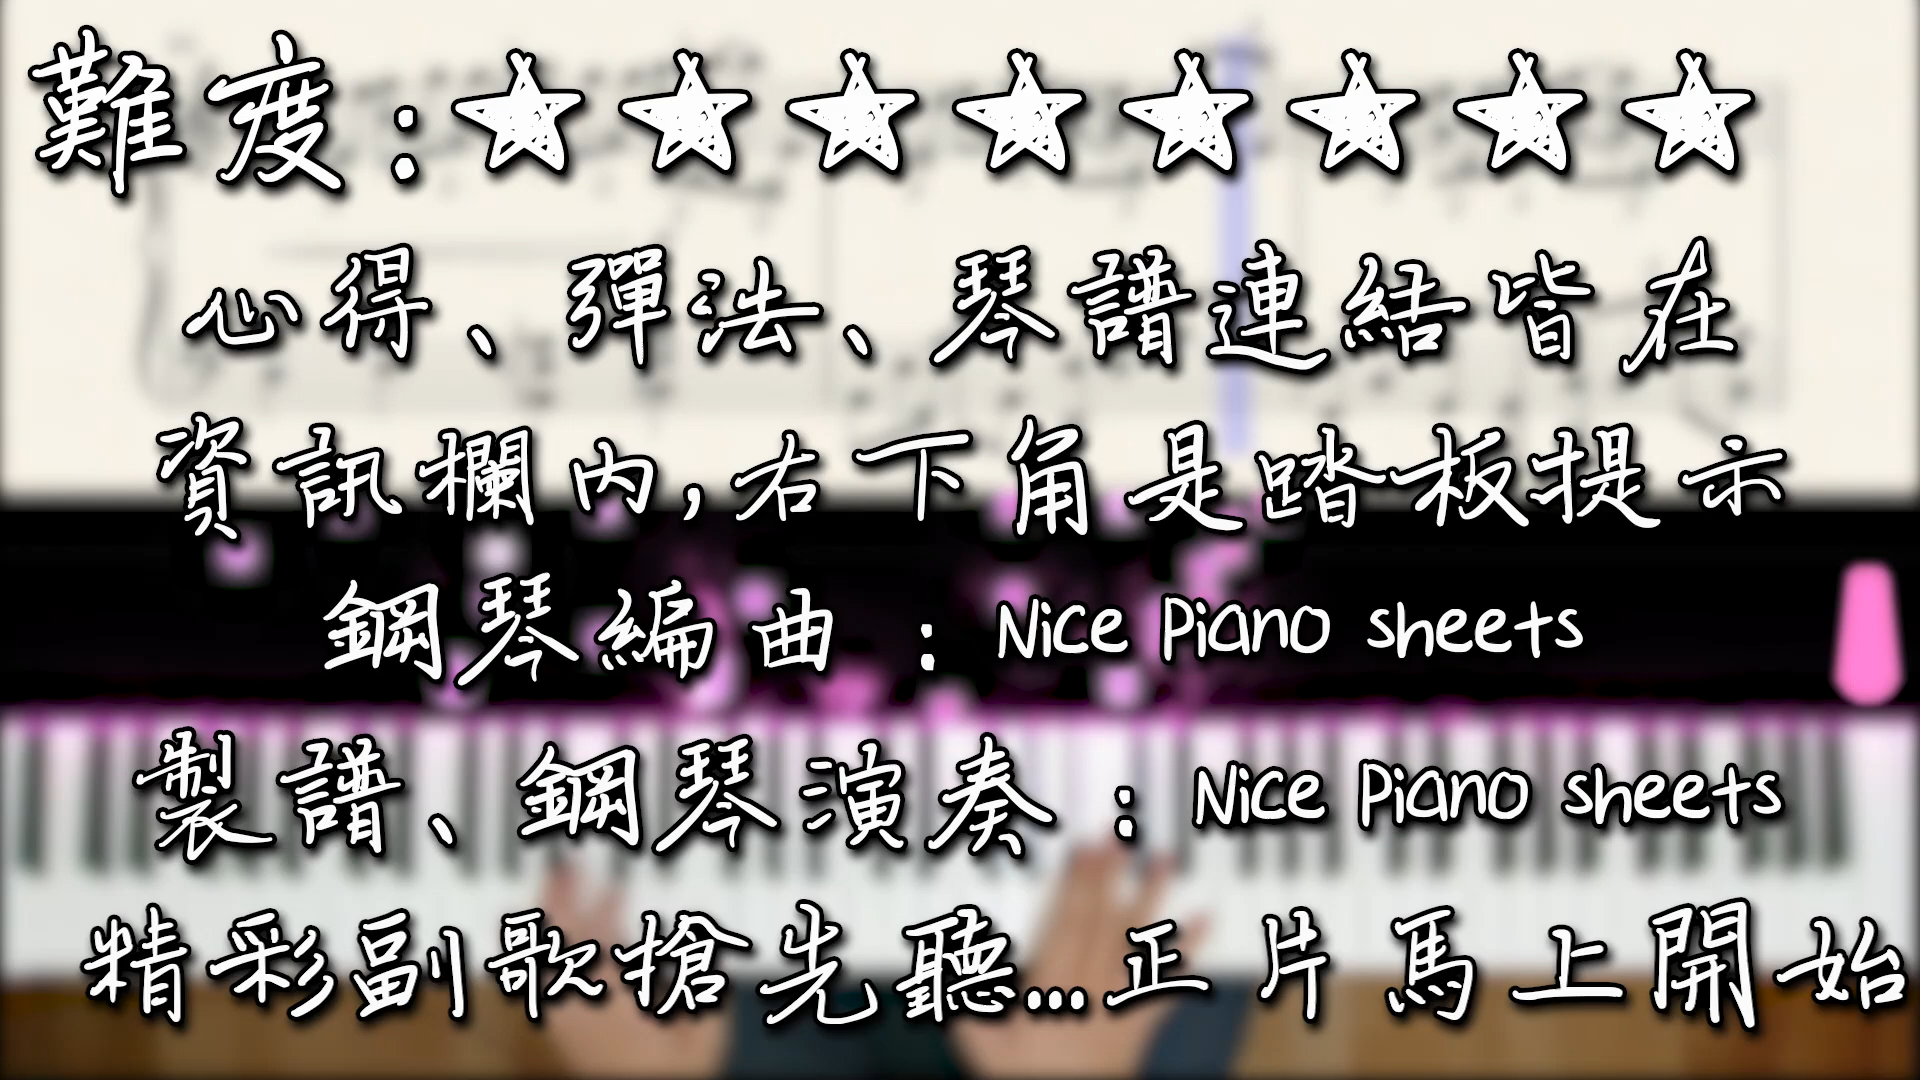 難度:★★★★★★★★
心得、彈法、琴譜連結皆在
資訊欄內,右下角是踏板提示
鋼琴編曲 : Nice Piano sheets
製譜、鋼琴演奏 : Nice Piano sheets
精彩副歌搶先聽...正片馬上開始